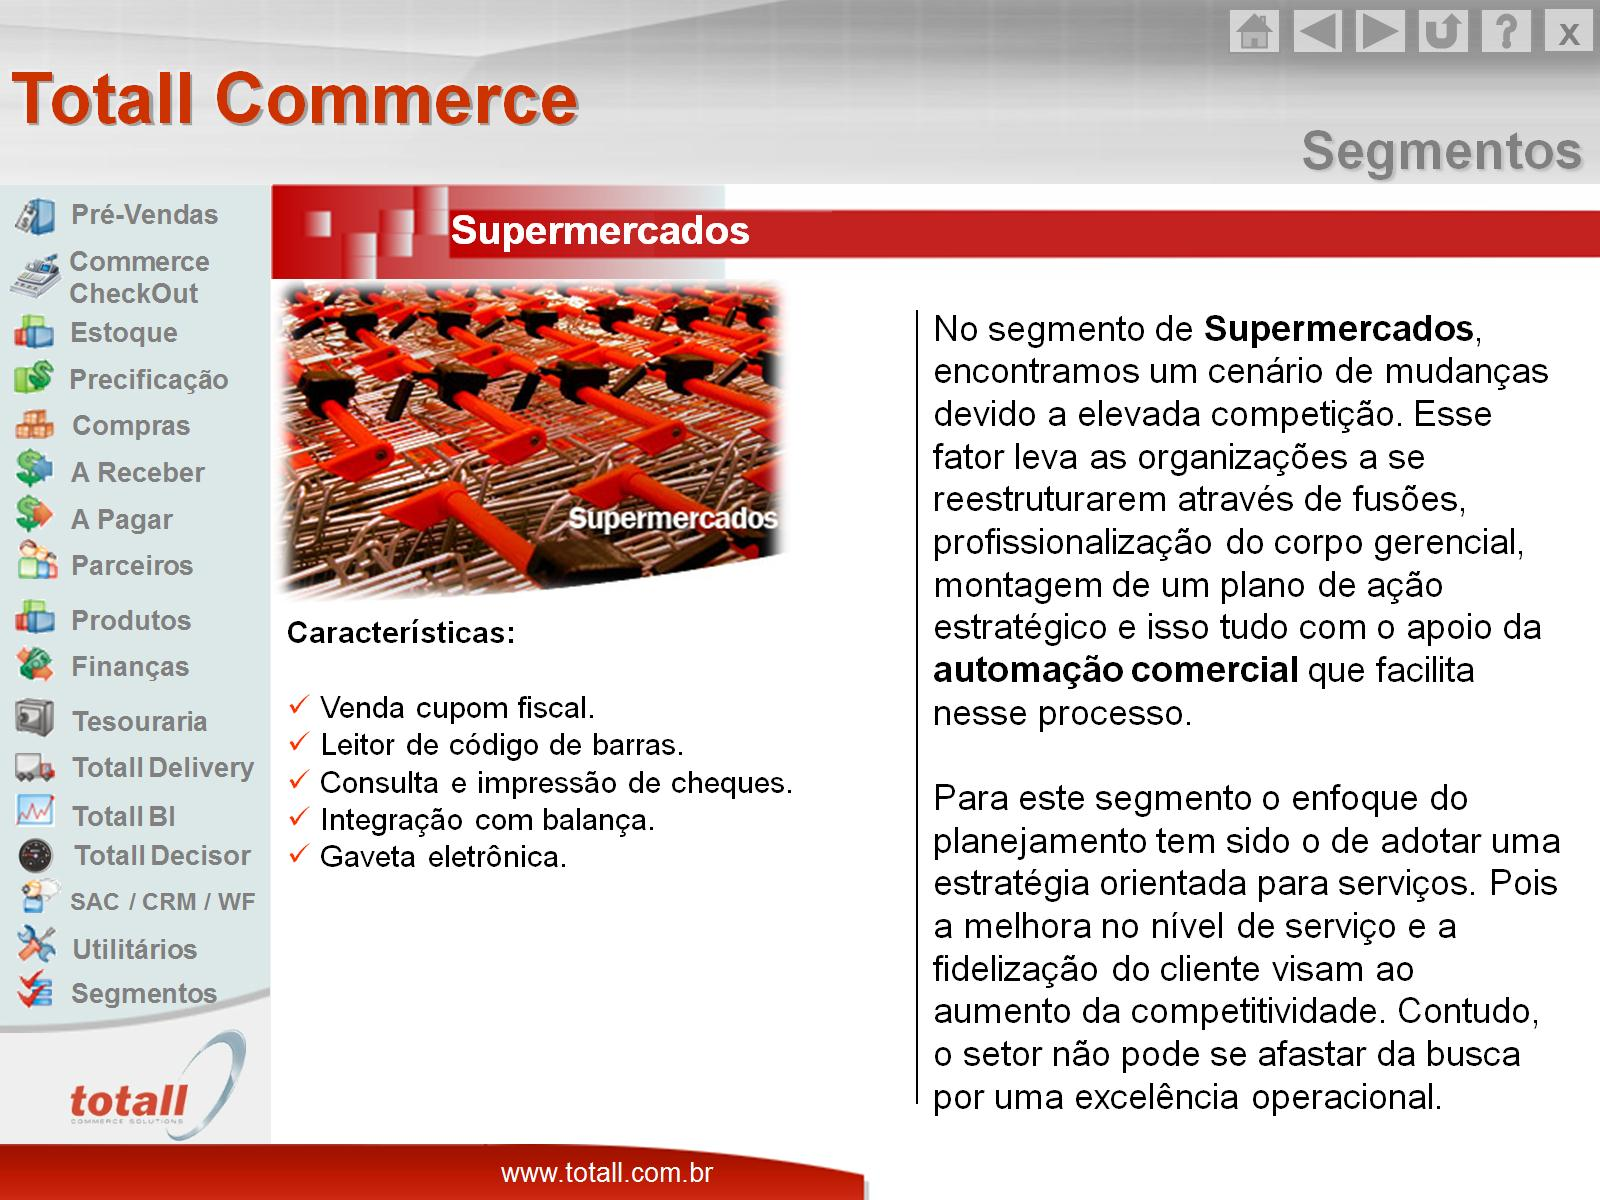 Totall Commerce
x
Segmentos
Pré-Vendas
Commerce
CheckOut
Estoque
Precificação
Compras
A Receber
A Pagar
Parceiros
Produtos
Finanças
Tesouraria
Totall Delivery
Totall BI
Totall Decisor
SAC / CRM / WF
Utilitários
Segmentos
totall
COMMERCE SOLUTIONS
Supermercados
Supermercados
Características:
Venda cupom fiscal.
Leitor de código de barras.
Consulta e impressão de cheques.
Integração com balança.
Gaveta eletrônica.
No segmento de Supermercados,
encontramos um cenário de mudanças
devido a elevada competição. Esse
fator leva as organizações a se
reestruturarem através de fusões,
profissionalização do corpo gerencial,
montagem de um plano de ação
estratégico e isso tudo com o apoio da
automação comercial que facilita
nesse processo.
Para este segmento o enfoque do
planejamento tem sido o de adotar uma
estratégia orientada para serviços. Pois
a melhora no nível de serviço e a
fidelização do cliente visam ao
aumento da competitividade. Contudo,
o setor não pode se afastar da busca
por uma excelência operacional.
www.totall.com.br